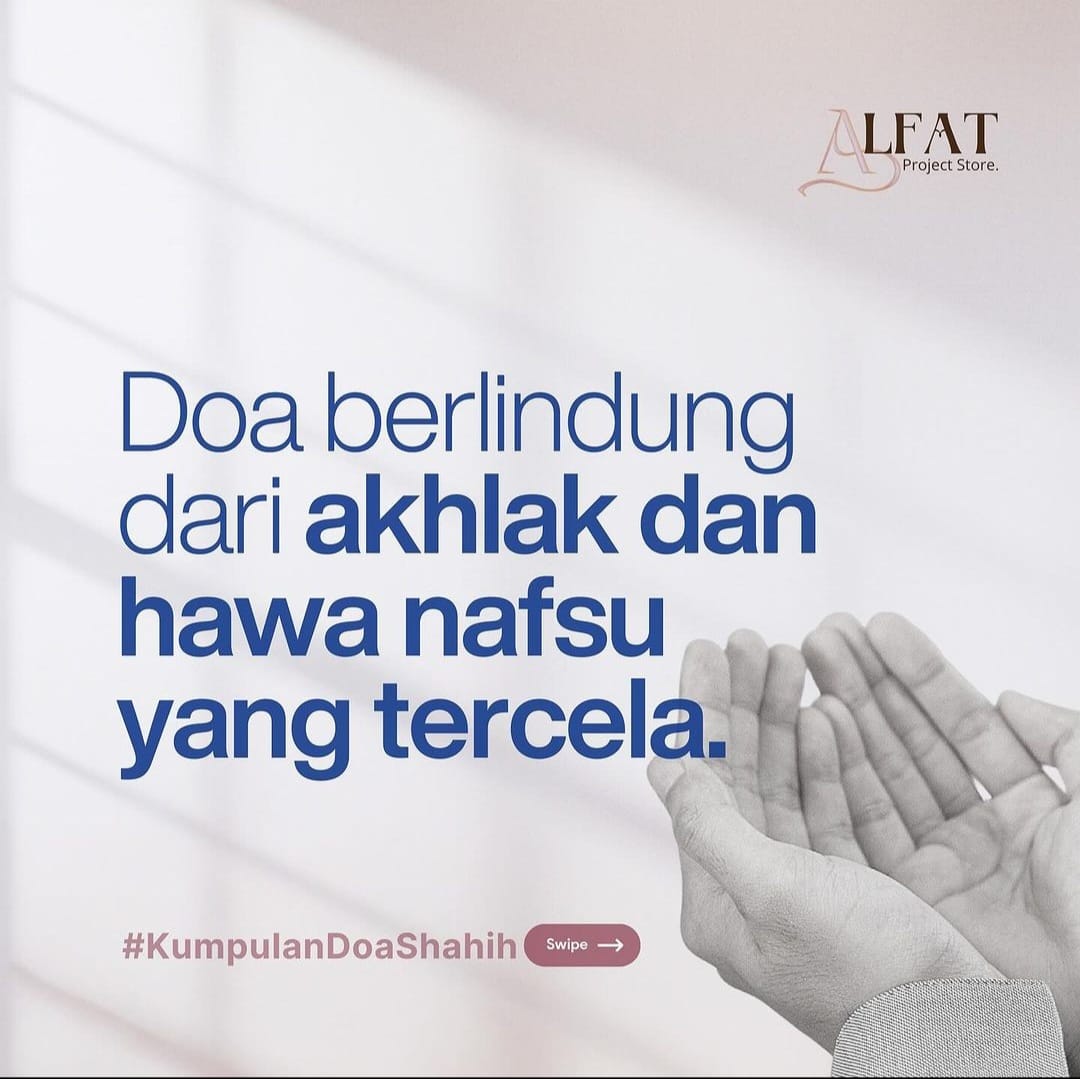 ALFAT
Project Store.
Doa berlindung
dari akhlak dan
hawa nafsu
yang tercela.
#KumpulanDoaShahih Swipe →